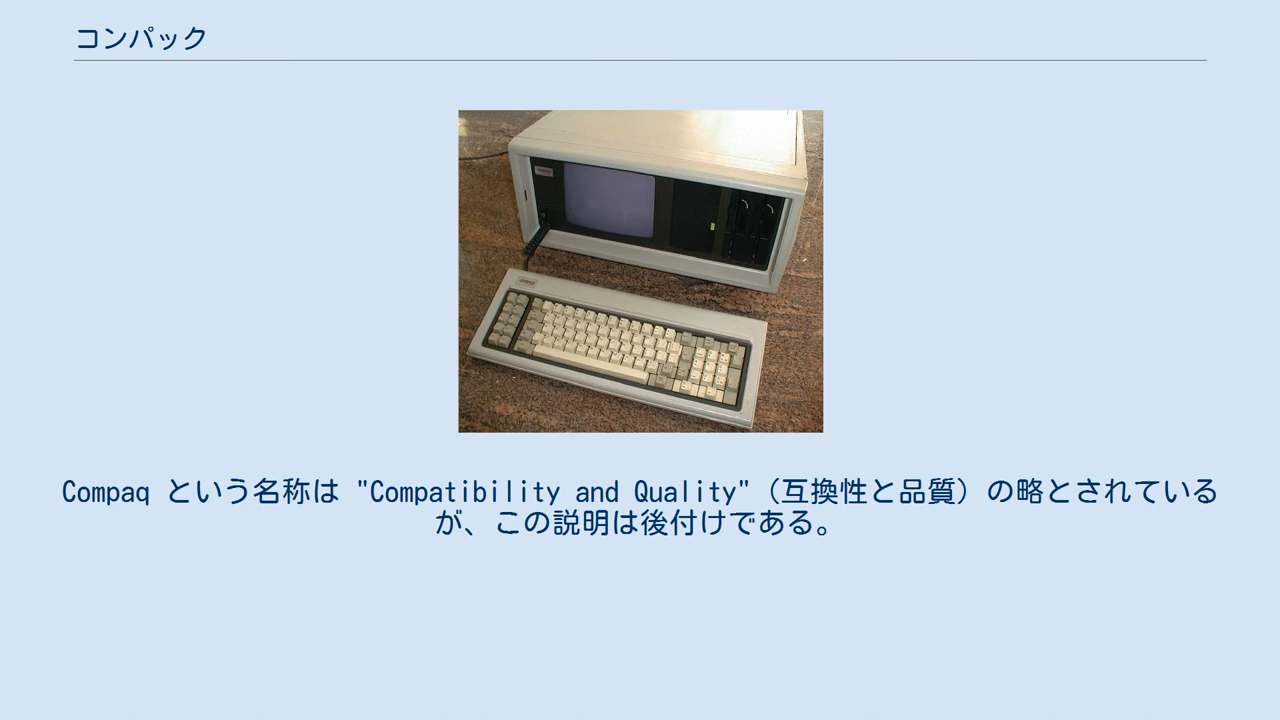 コンパック
Compaq という名称は "Compatibility and Quality"（互換性と品質）の略とされている
が、この説明は後付けである。